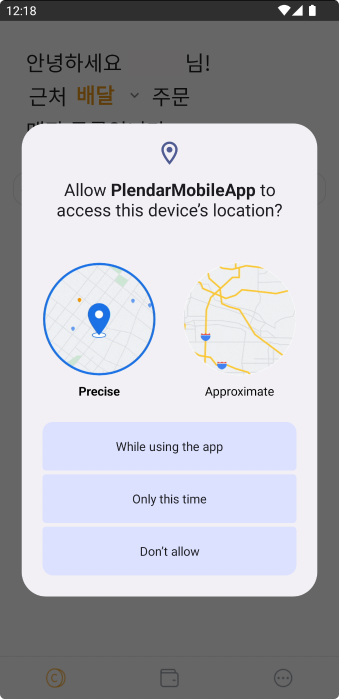 12:18
안녕하세요 님!
근처 배달 주문
Allow PlendarMobileApp to
access this device's location?
Precise
Approximate
While using the app
Only this time
Don't allow